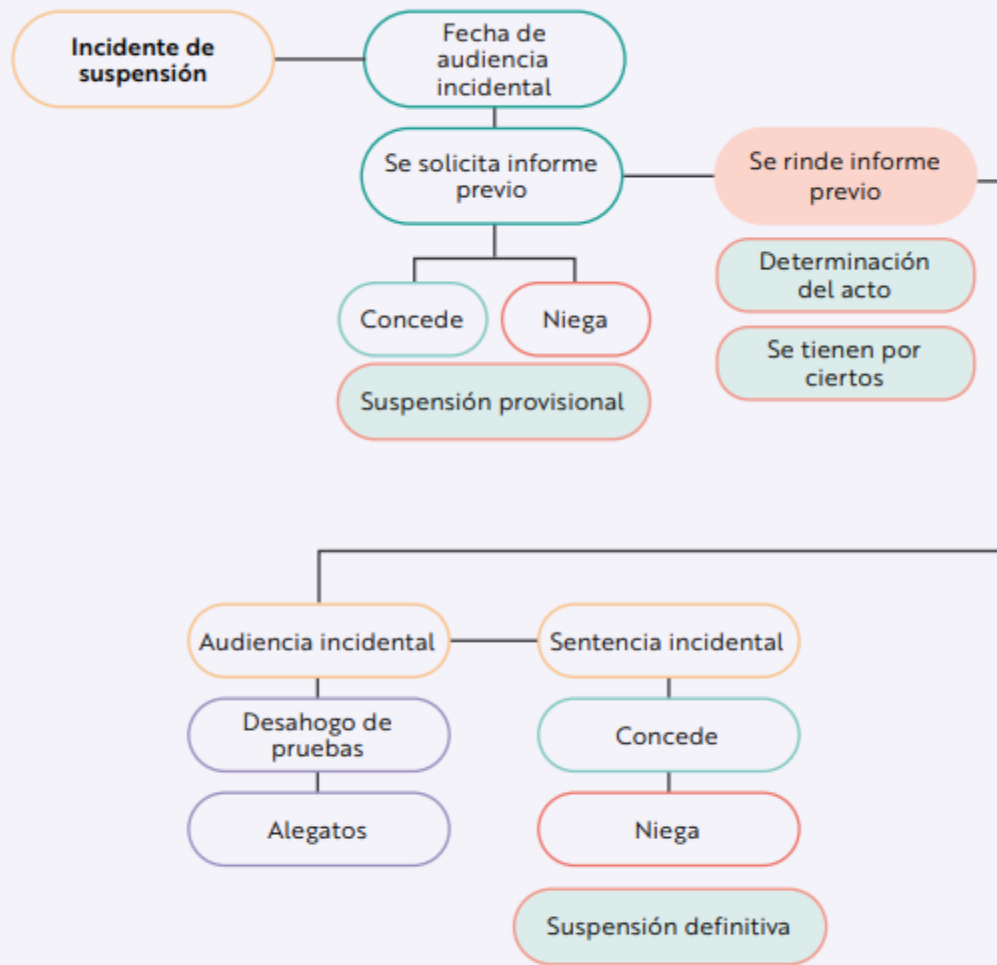 Incidente de
suspensión
Fecha de
audiencia
incidental
Se solicita informe
previo
Se rinde informe
previo
Determinación
del acto
Se tienen por
ciertos
Concede
Niega
Suspensión provisional
Audiencia incidental
Sentencia incidental
Desahogo de
pruebas
Concede
Alegatos
Niega
Suspensión definitiva